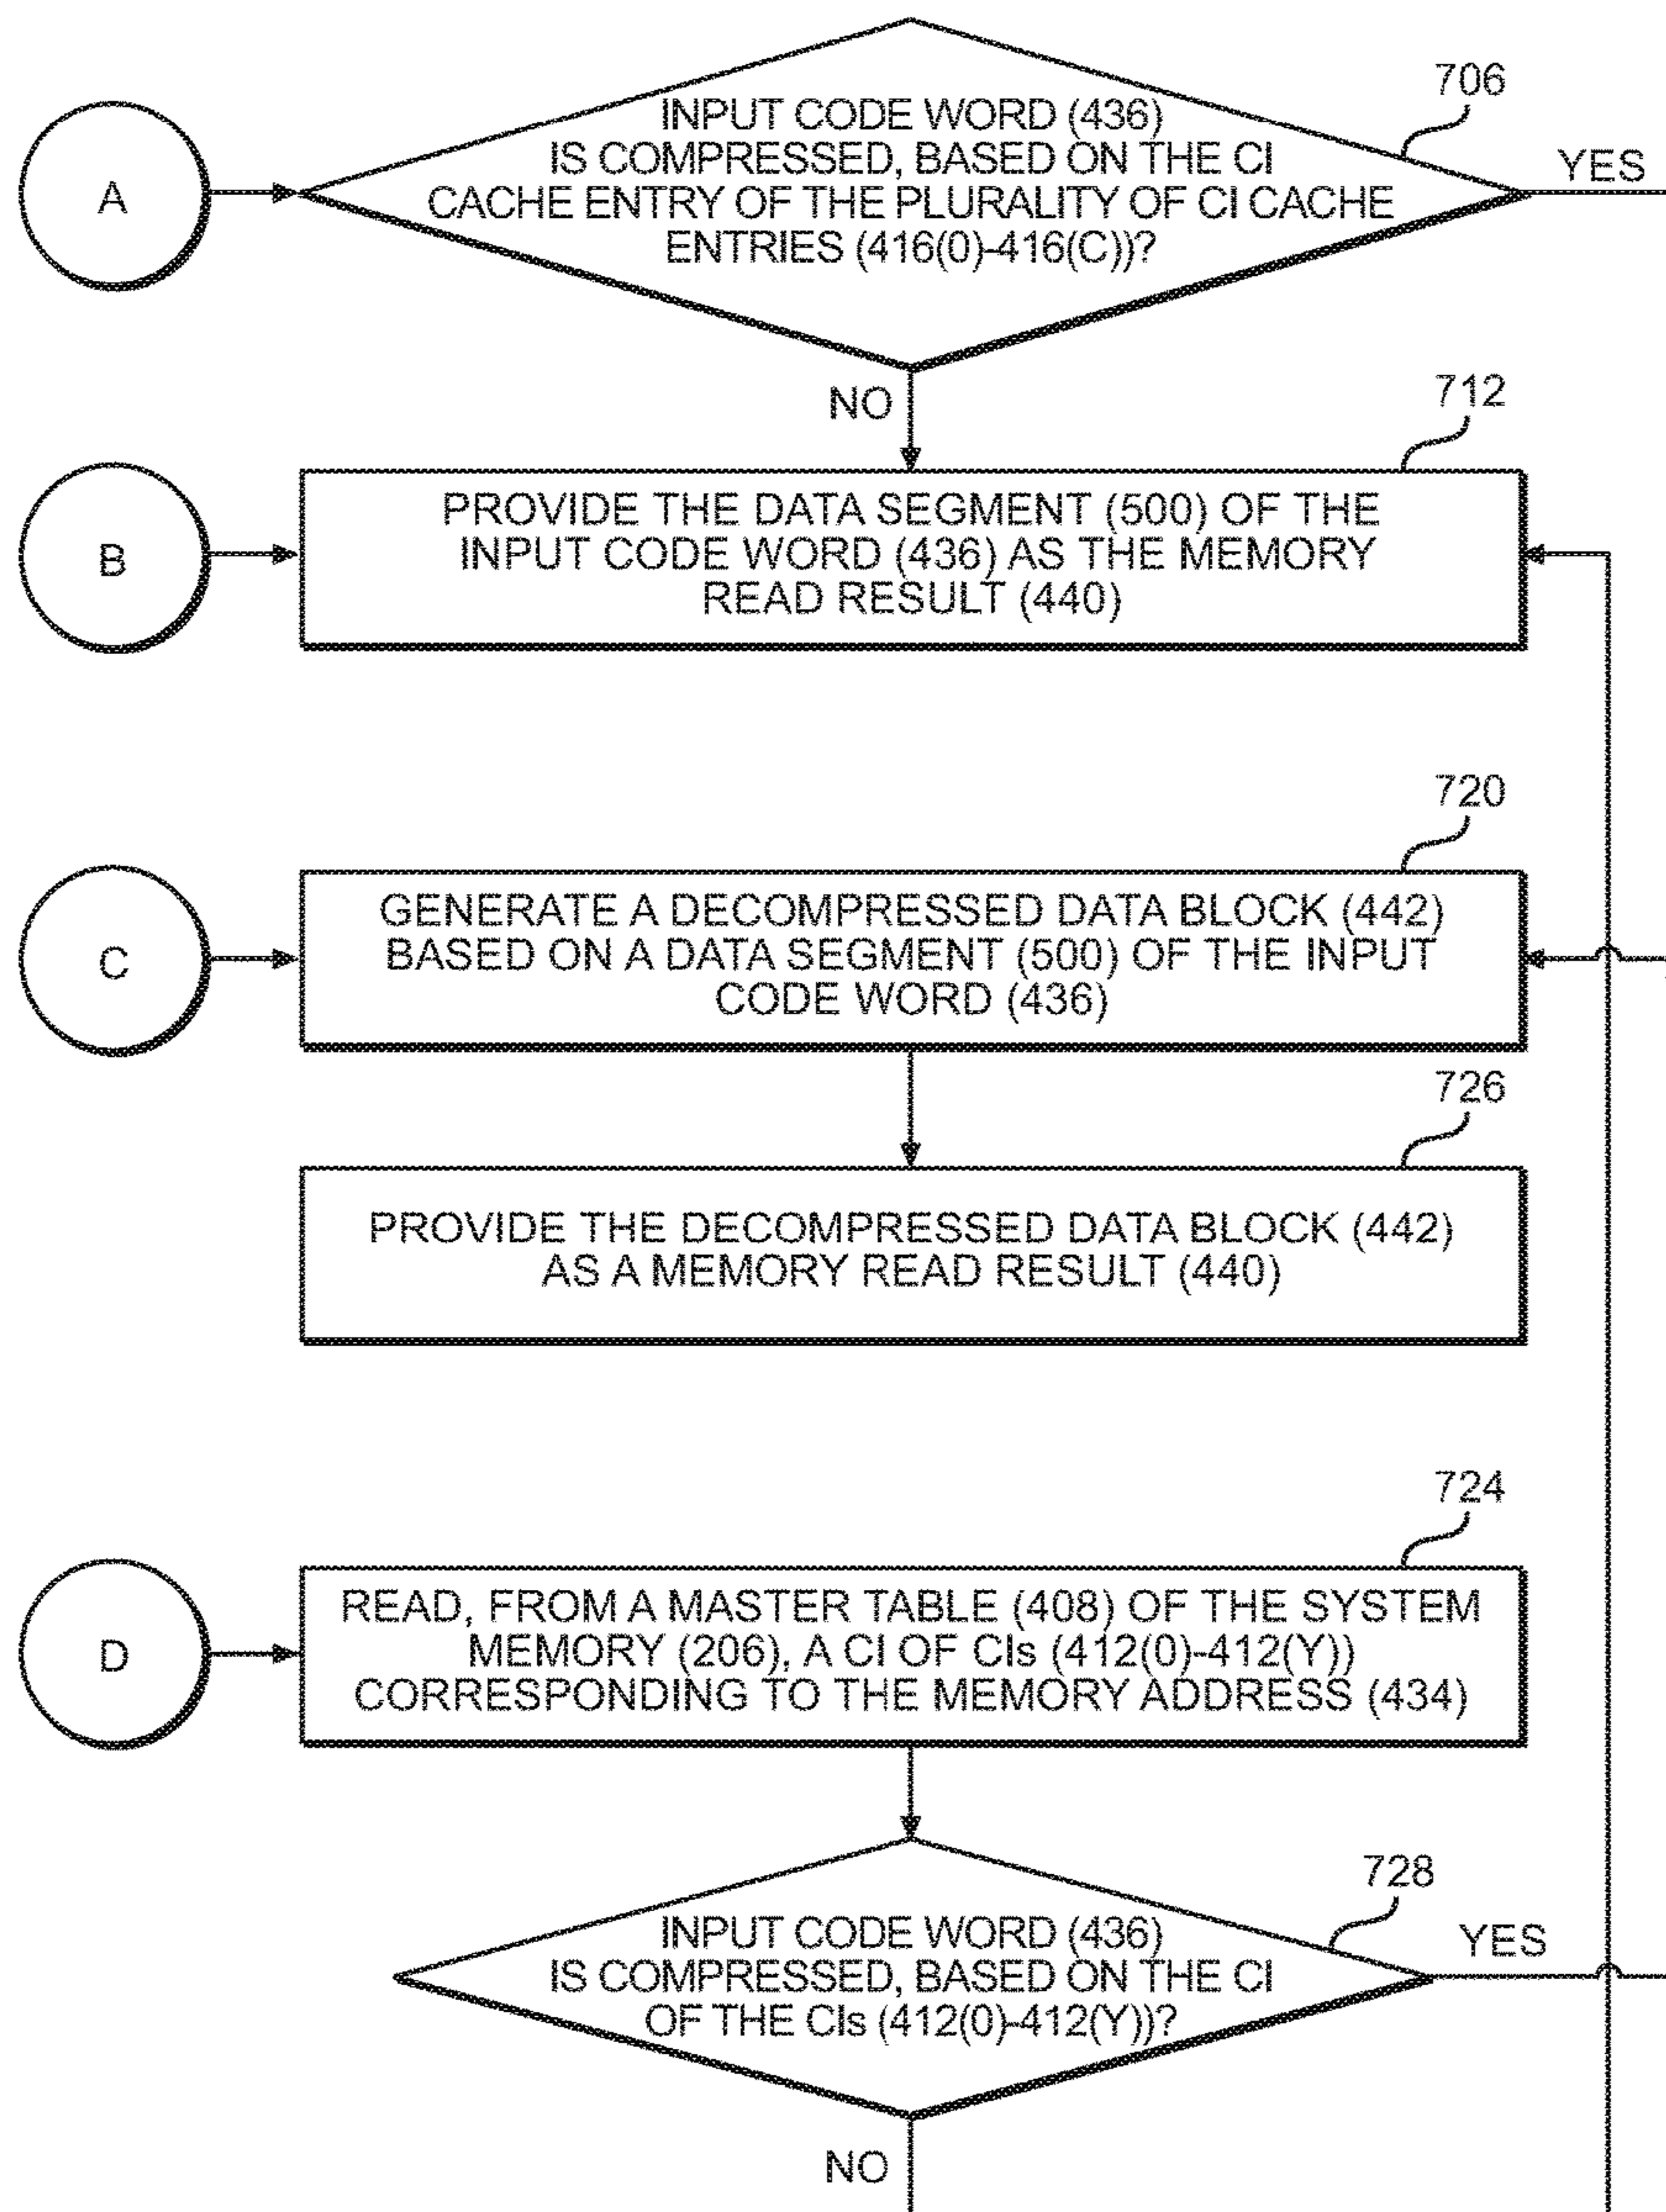 706
A
INPUT CODE WORD (436)
IS COMPRESSED, BASED ON THE CI
CACHE ENTRY OF THE PLURALITY OF CI CACHE
ENTRIES (416(0)-416(C))?
YES
NO
712
B
PROVIDE THE DATA SEGMENT (500) OF THE
INPUT CODE WORD (436) AS THE MEMORY
READ RESULT (440)
720
C
GENERATE A DECOMPRESSED DATA BLOCK (442)
BASED ON A DATA SEGMENT (500) OF THE INPUT
CODE WORD (436)
726
PROVIDE THE DECOMPRESSED DATA BLOCK (442)
AS A MEMORY READ RESULT (440)
724
D
READ, FROM A MASTER TABLE (408) OF THE SYSTEM
MEMORY (206), A CI OF CIs (412(0)-412(Y))
CORRESPONDING TO THE MEMORY ADDRESS (434)
728
INPUT CODE WORD (436)
IS COMPRESSED, BASED ON THE CI
OF THE CIs (412(0)-412(Y))?
YES
NO